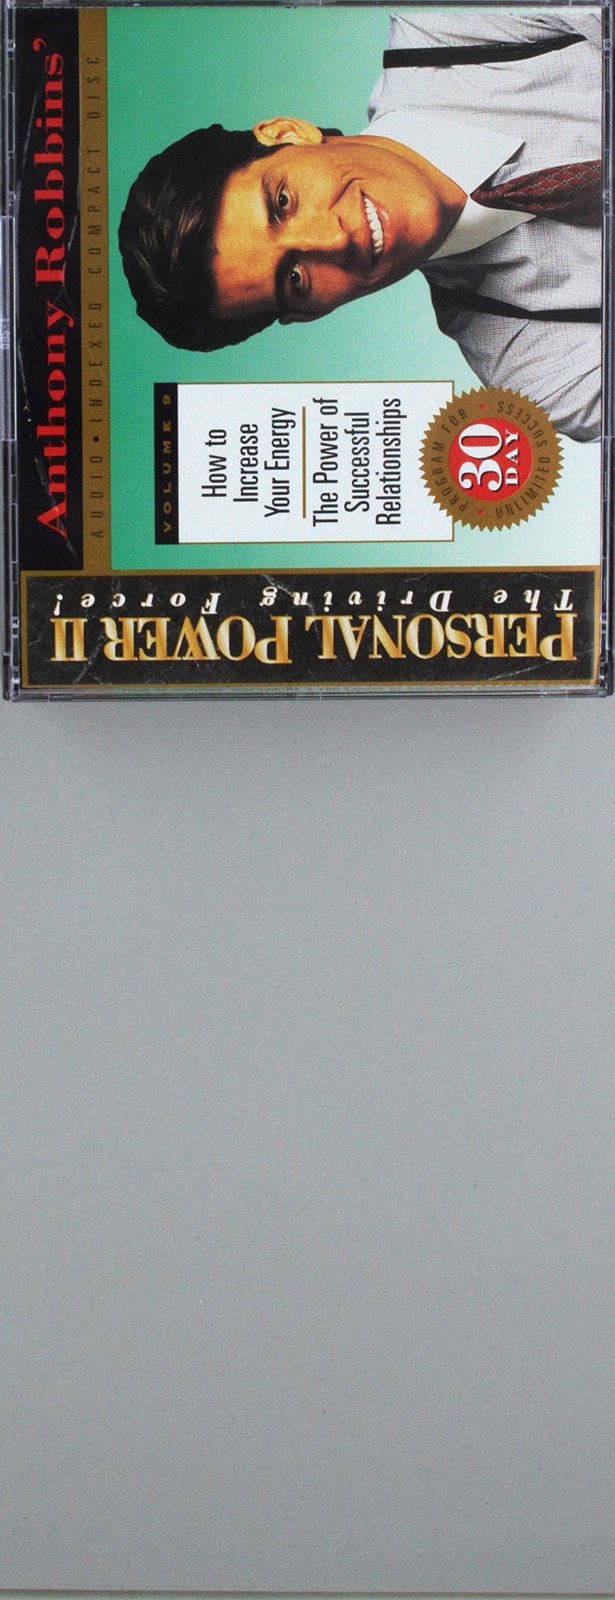 Anthony Robbins'
AUDIO • INDEXED COMPACT DISC
VOLUME 9
How to
Increase
Your Energy
The Power of
Successful
Relationships
PROGRAM FOR
30
DAY
UNLIMITED SUCCESS
PERSONAL POWER II
The Driving Force!